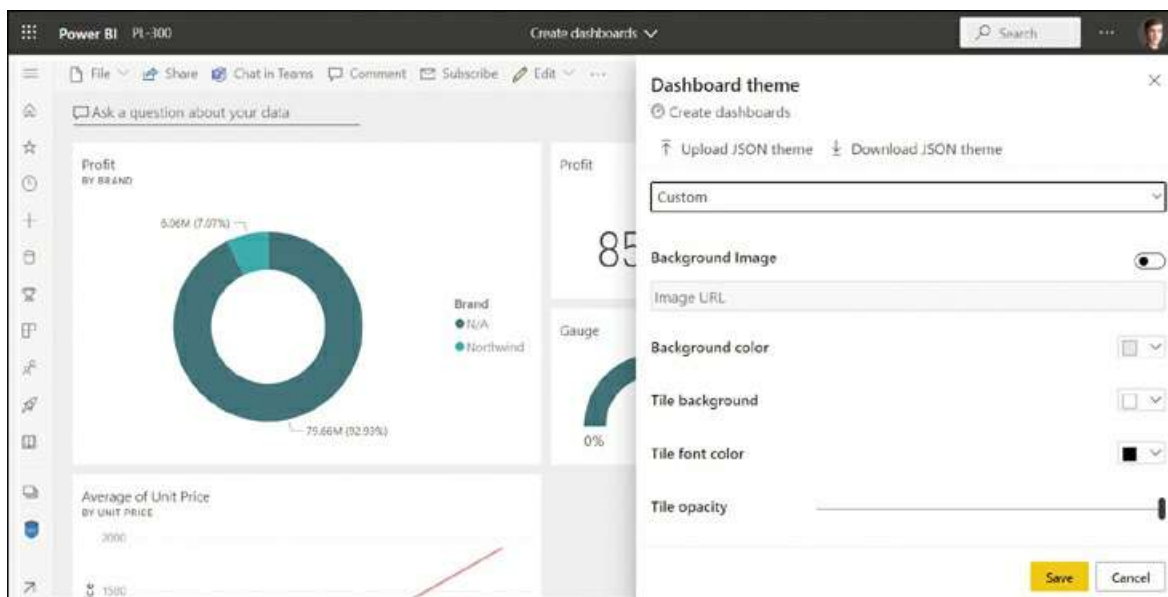 Power BI PL-300 Create dashboards Search
File Share Chat in Teams Comment Subscribe Edit
Ask a question about your data
Profit
BY BRAND
6.06M (7.07%)
Brand
N/A
Northwind
79.66M (92.93%)
Profit
85
Gauge
0%
Average of Unit Price
BY UNIT PRICE
2000
1500
Dashboard theme
Create dashboards
Upload JSON theme Download JSON theme
Custom
Background Image
Image URL
Background color
Tile background
Tile font color
Tile opacity
Save Cancel